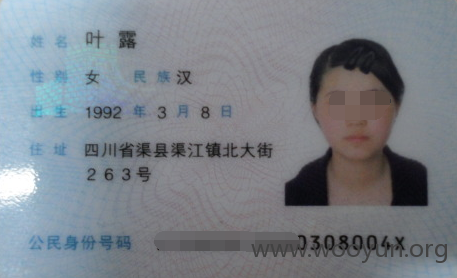 姓名 叶露
性别 女 民族 汉
出生 1992 年 3 月 8 日
住址 四川省渠县渠江镇北大街
263号
公民身份号码 0308004X
www.wooyun.org